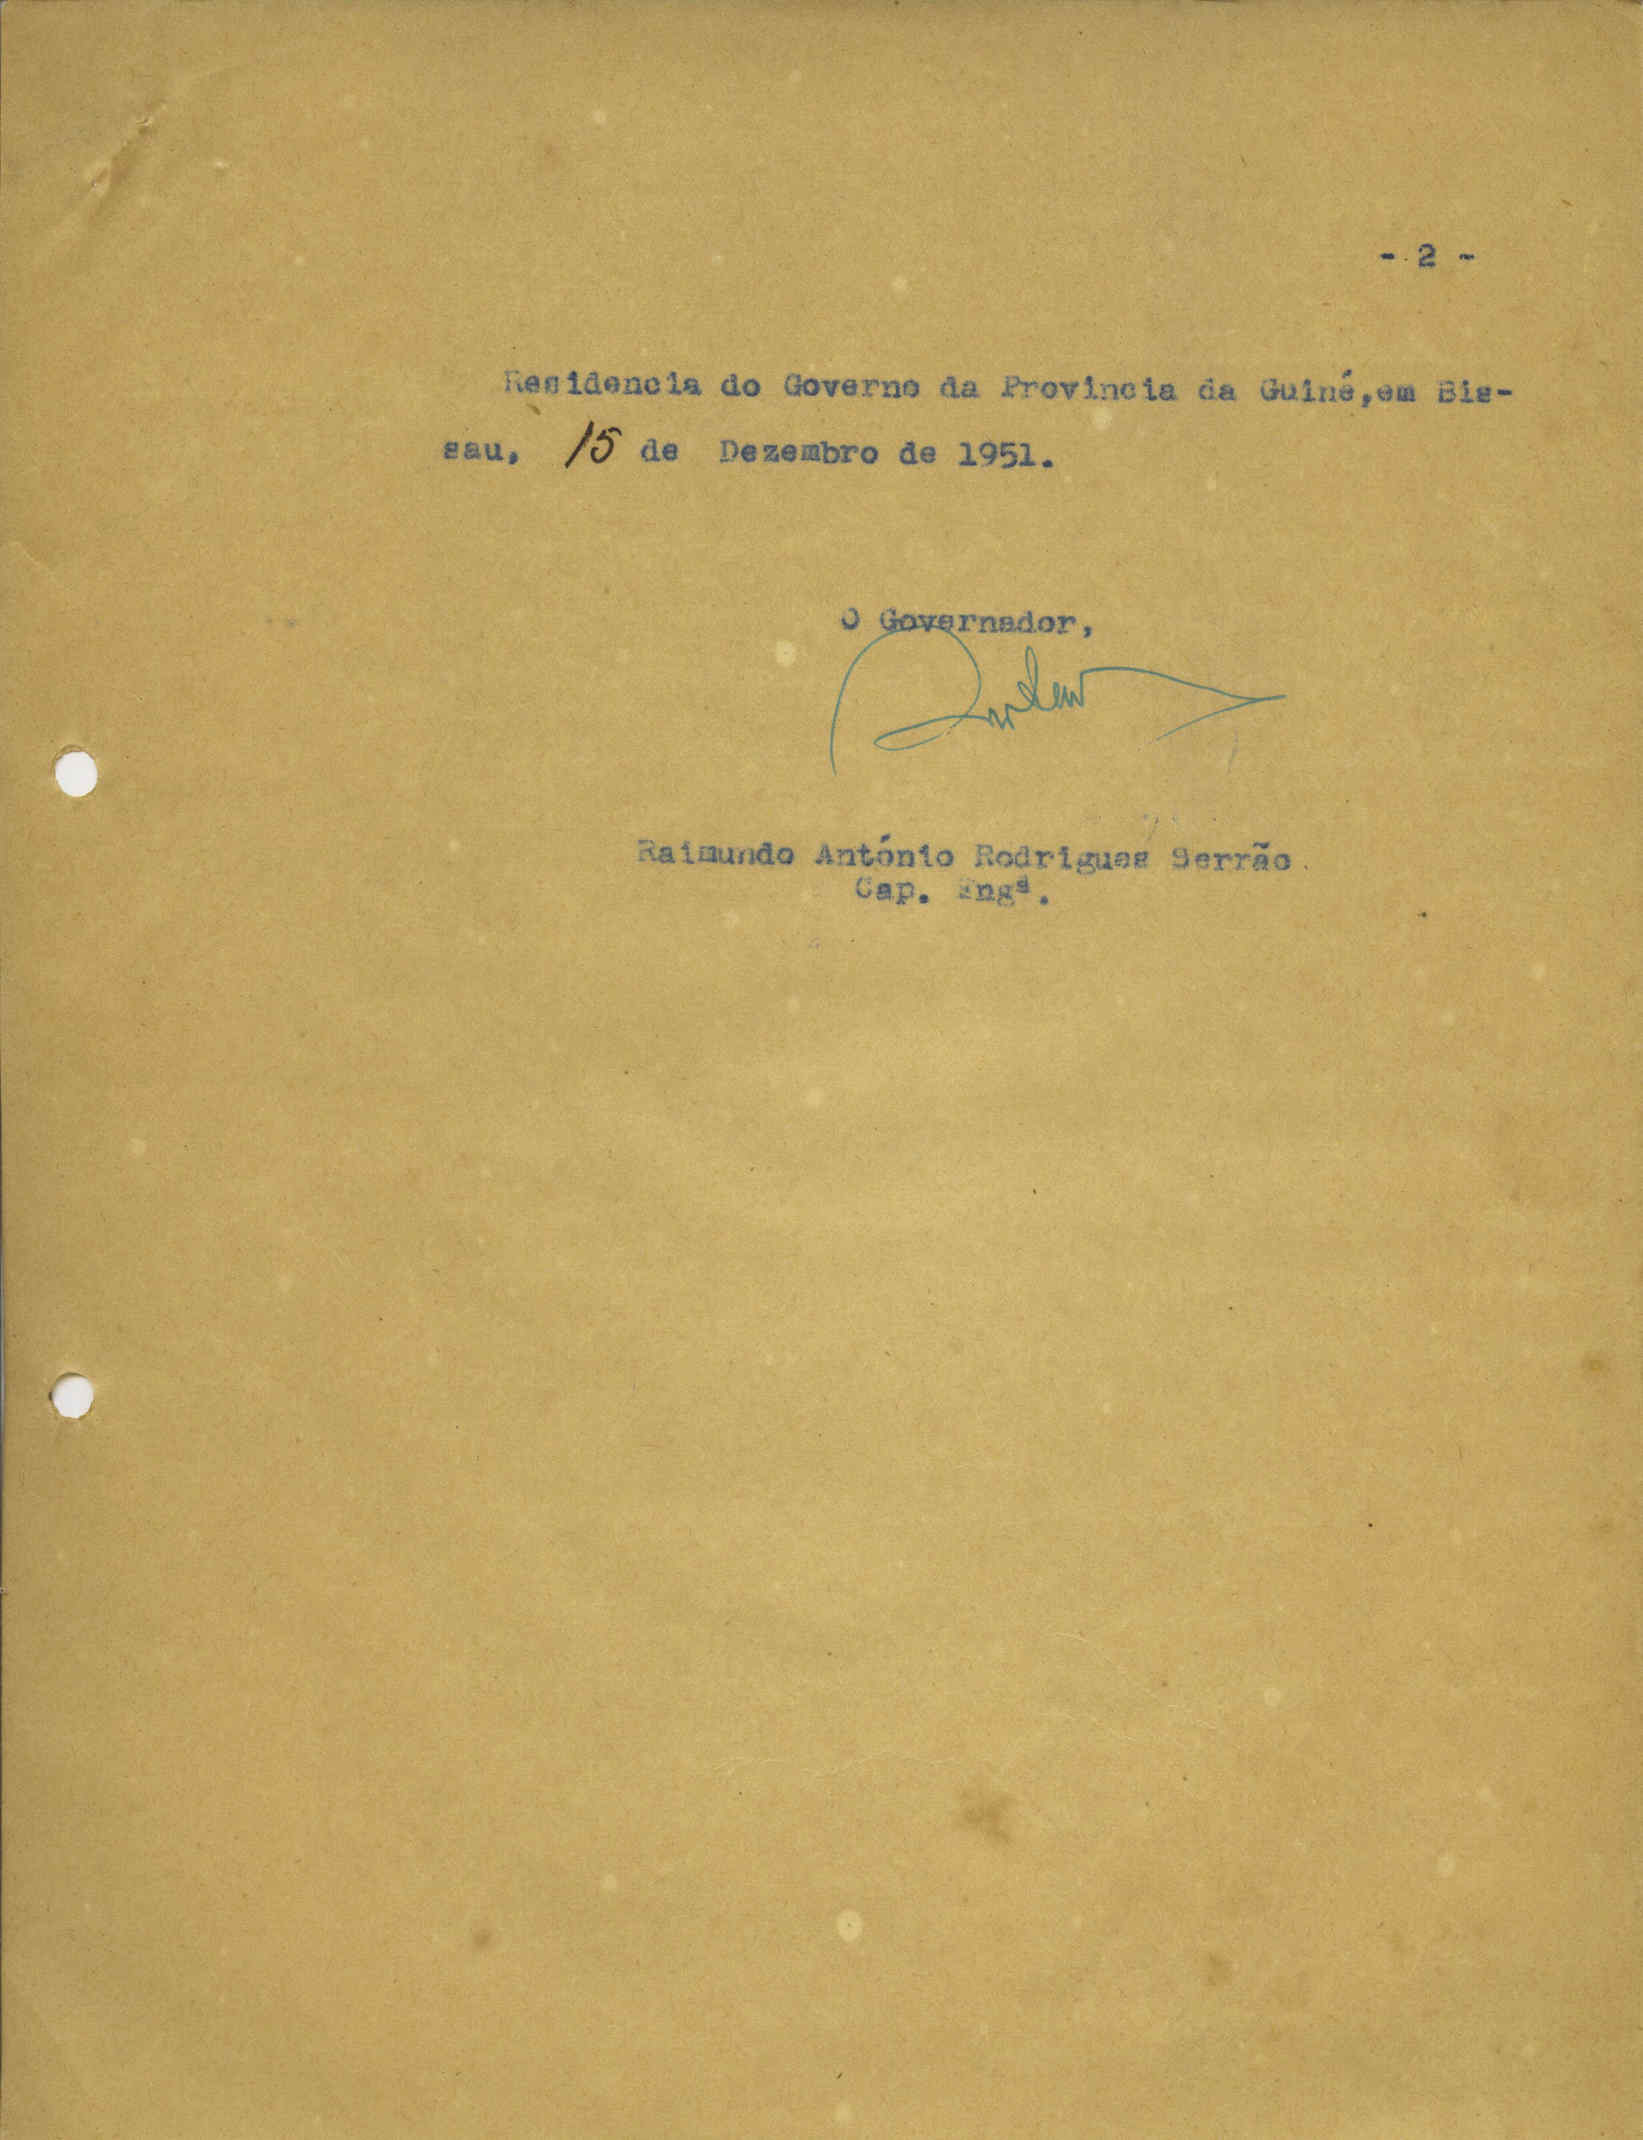 - 2 -
Residencia do Governo da Provincia da Guiné,em Bis-
sau, 15 de Dezembro de 1951.
O Governador,
Raimundo António Rodrigues Serrão
Cap. Engª.